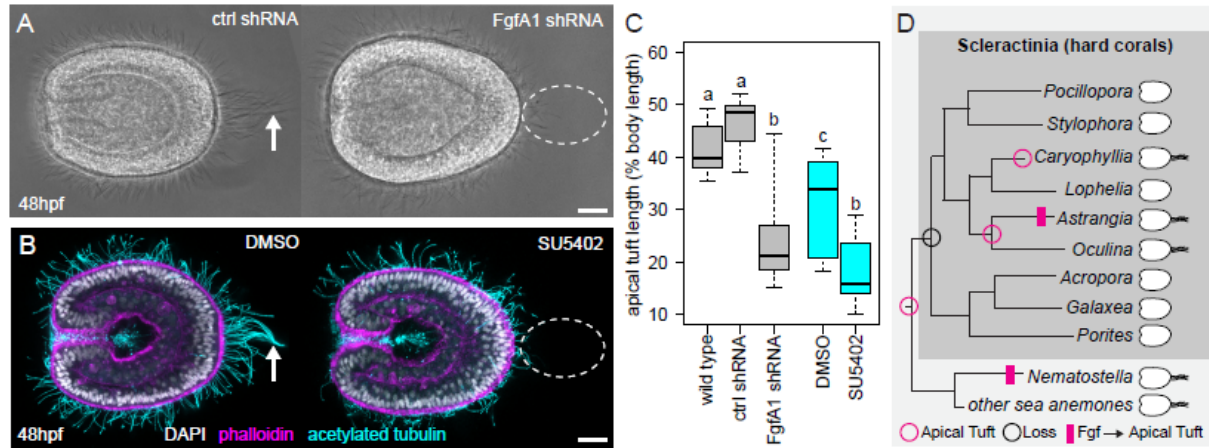 A
ctrl shRNA
FgfA1 shRNA
48hpf
B
DMSO
SU5402
48hpf
DAPI phalloidin acetylated tubulin
C
apical tuft length (% body length)
60
50
40
30
20
10
a
a
b
c
b
wild type
ctrl shRNA
FgfA1 shRNA
DMSO
SU5402
D
Scleractinia (hard corals)
Pocillopora
Stylophora
Caryophyllia
Lophelia
Astrangia
Oculina
Acropora
Galaxea
Porites
Nematostella
other sea anemones
Apical Tuft Loss Fgf → Apical Tuft